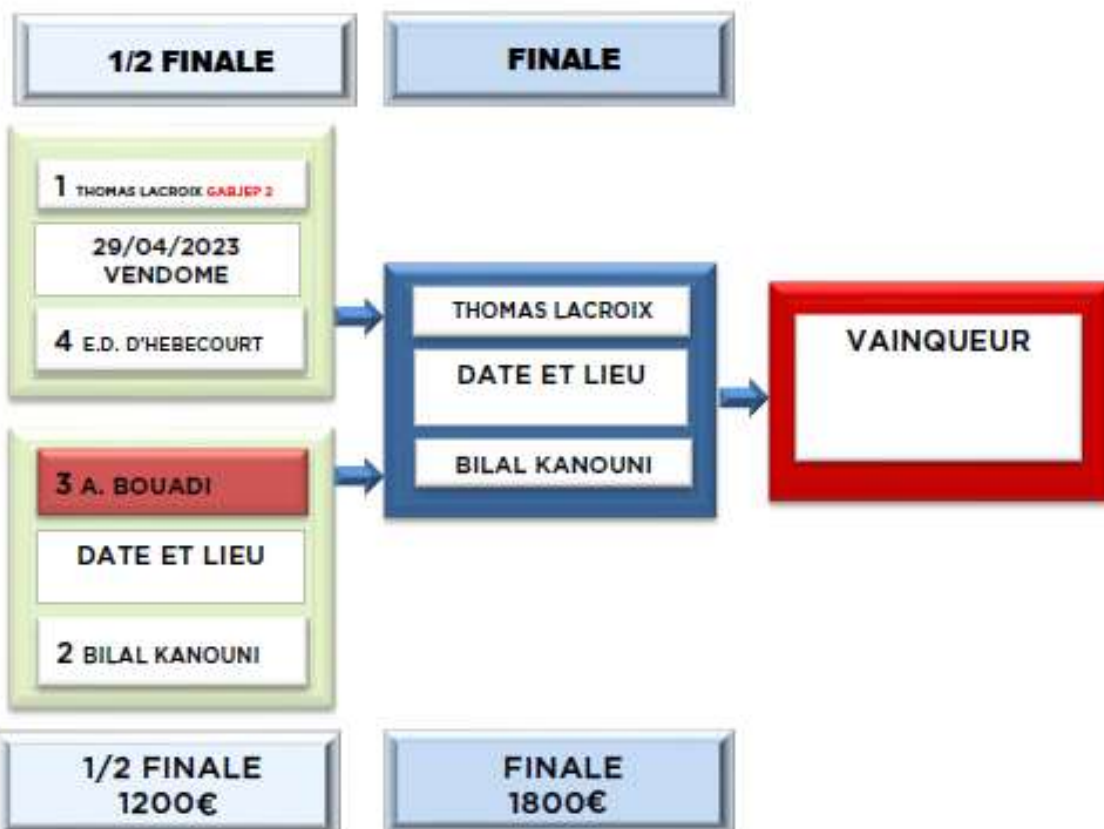 1/2 FINALE
FINALE
1 THOMAS LACROIX GABJEP 2
29/04/2023
VENDOME
4 E.D. D'HEBECOURT
3 A. BOUADI
DATE ET LIEU
2 BILAL KANOUNI
THOMAS LACROIX
DATE ET LIEU
BILAL KANOUNI
VAINQUEUR
1/2 FINALE
1200€
FINALE
1800€